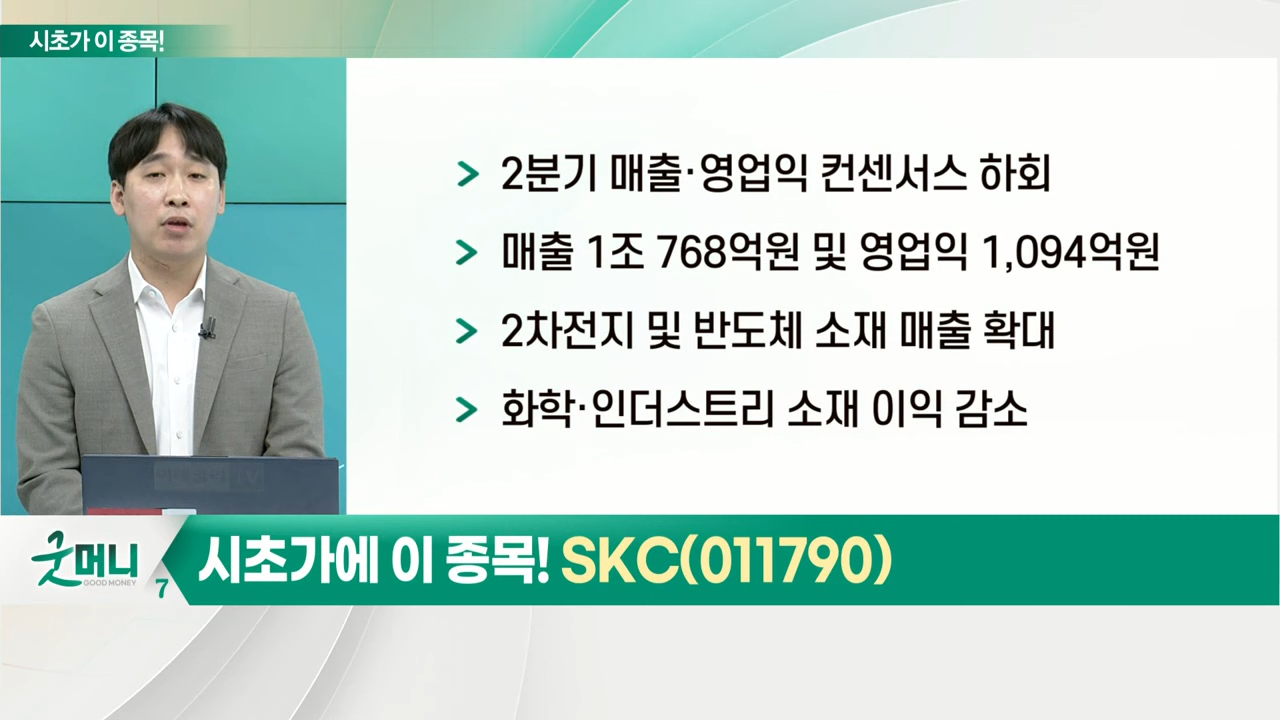 시초가 이 종목!
> 2분기 매출·영업익 컨센서스 하회
> 매출 1조 768억원 및 영업익 1,094억원
> 2차전지 및 반도체 소재 매출 확대
> 화학·인더스트리 소재 이익 감소
굿머니
GOOD MONEY
7
시초가에 이 종목! SKC(011790)